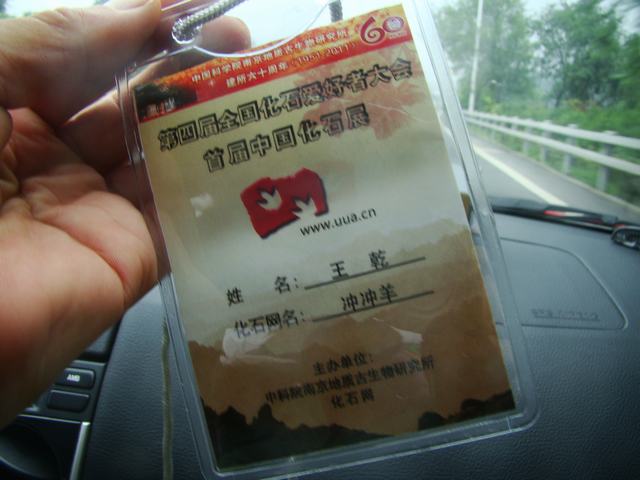 中国科学院南京地质古生物研究所
建所六十周年(1951-2011)
60
第四届全国化石爱好者大会
首届中国化石展
www.uua.cn
姓 名：王 乾
化石网名：冲冲羊
主办单位：
中科院南京地质古生物研究所
化石网